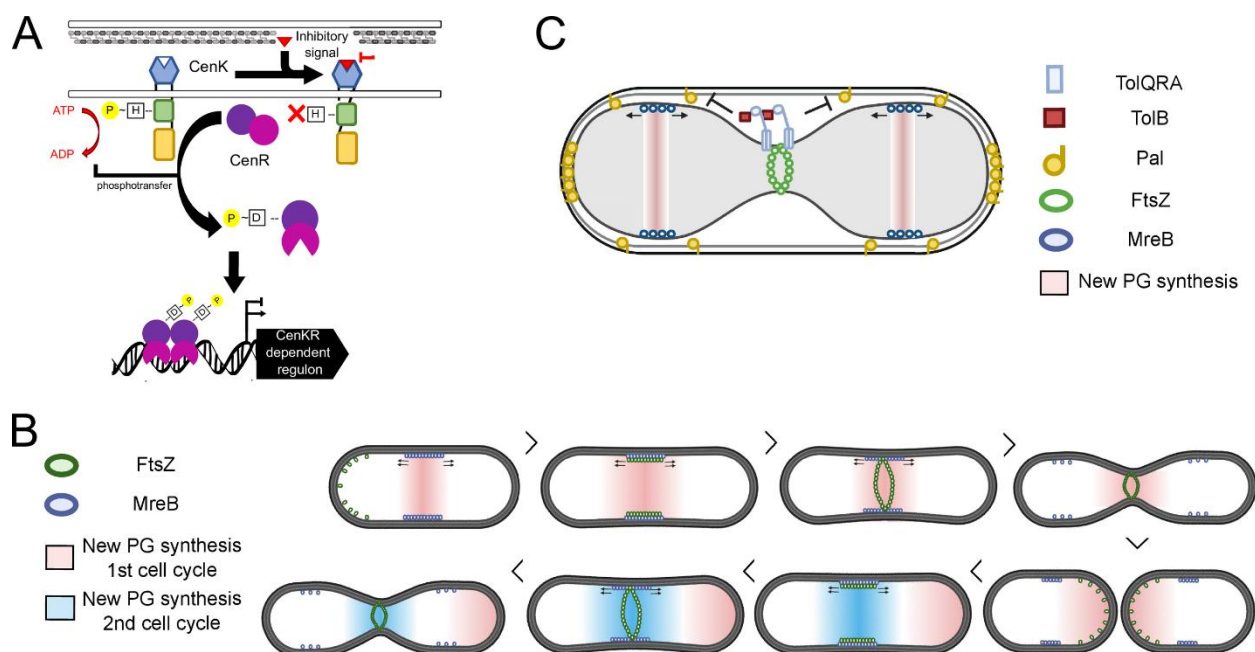 A
Inhibitory
signal
CenK
ATP
P ~ H --
H --
ADP
CenR
phosphotransfer
P ~ D --
D P D P
CenKR
dependent
regulon
C
TolQRA
TolB
Pal
FtsZ
MreB
New PG synthesis
B
FtsZ
MreB
New PG synthesis
1st cell cycle
New PG synthesis
2nd cell cycle